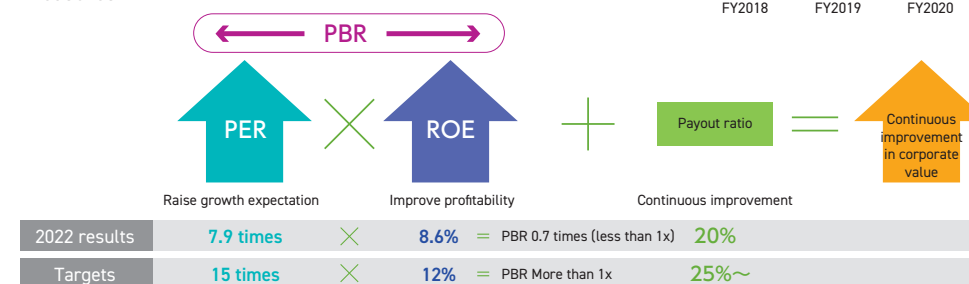 FY2018 FY2019 FY2020
PBR
PER × ROE + Payout ratio = Continuous
improvement
in corporate
value
Raise growth expectation Improve profitability Continuous improvement
2022 results 7.9 times × 8.6% = PBR 0.7 times (less than 1x) 20%
Targets 15 times × 12% = PBR More than 1x 25%~